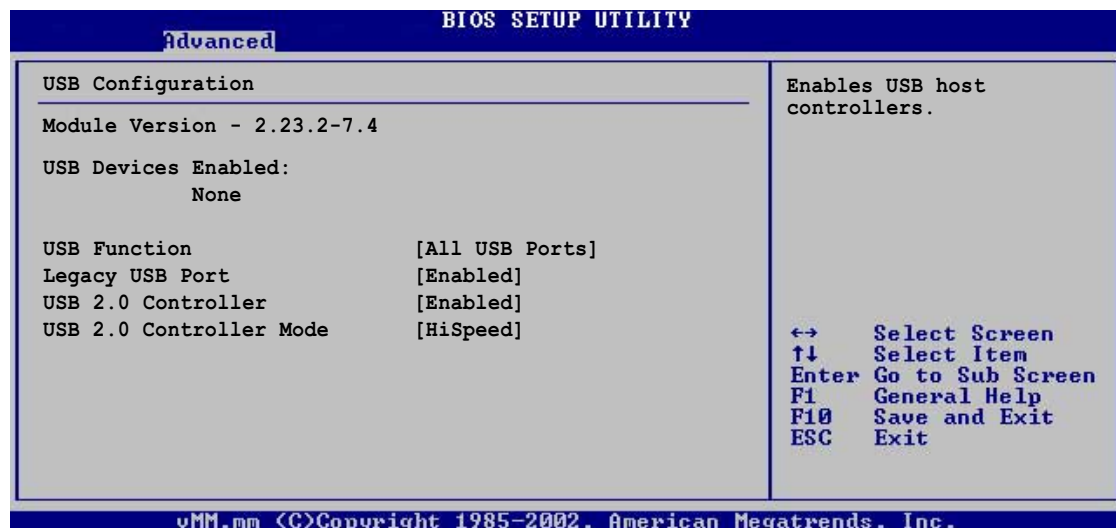 BIOS SETUP UTILITY
Advanced
USB Configuration
Module Version - 2.23.2-7.4
USB Devices Enabled:
None
USB Function [All USB Ports]
Legacy USB Port [Enabled]
USB 2.0 Controller [Enabled]
USB 2.0 Controller Mode [HiSpeed]
Enables USB host
controllers.
←→ Select Screen
↑↓ Select Item
Enter Go to Sub Screen
F1 General Help
F10 Save and Exit
ESC Exit
vMM.mm (C)Copyright 1985-2002, American Megatrends, Inc.